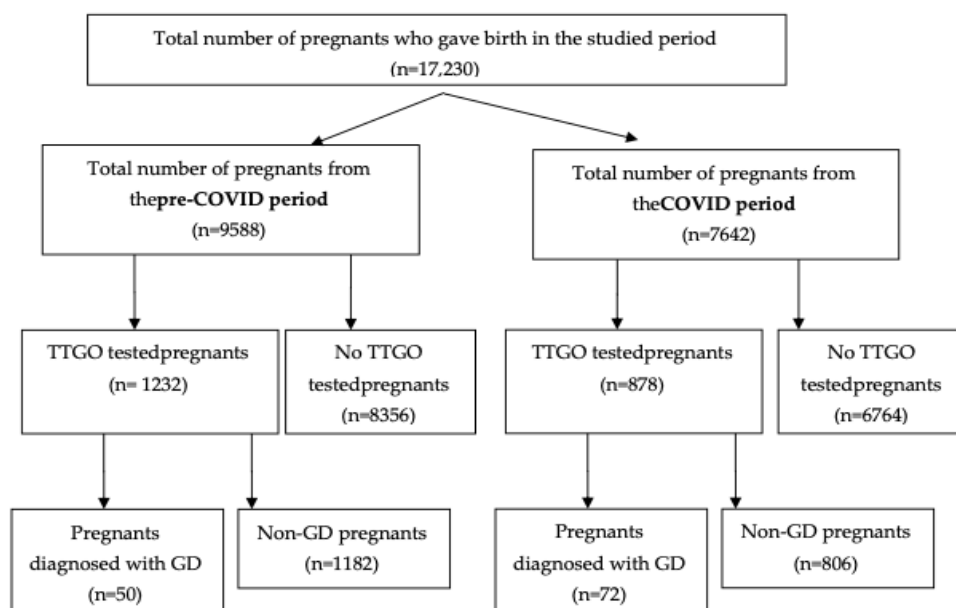 Total number of pregnants who gave birth in the studied period
(n=17,230)
Total number of pregnants from
thepre-COVID period
(n=9588)
Total number of pregnants from
theCOVID period
(n=7642)
TTGO testedpregnants
(n= 1232)
No TTGO
testedpregnants
(n=8356)
TTGO testedpregnants
(n=878)
No TTGO
testedpregnants
(n=6764)
Pregnants
diagnosed with GD
(n=50)
Non-GD pregnants
(n=1182)
Pregnants
diagnosed with GD
(n=72)
Non-GD pregnants
(n=806)